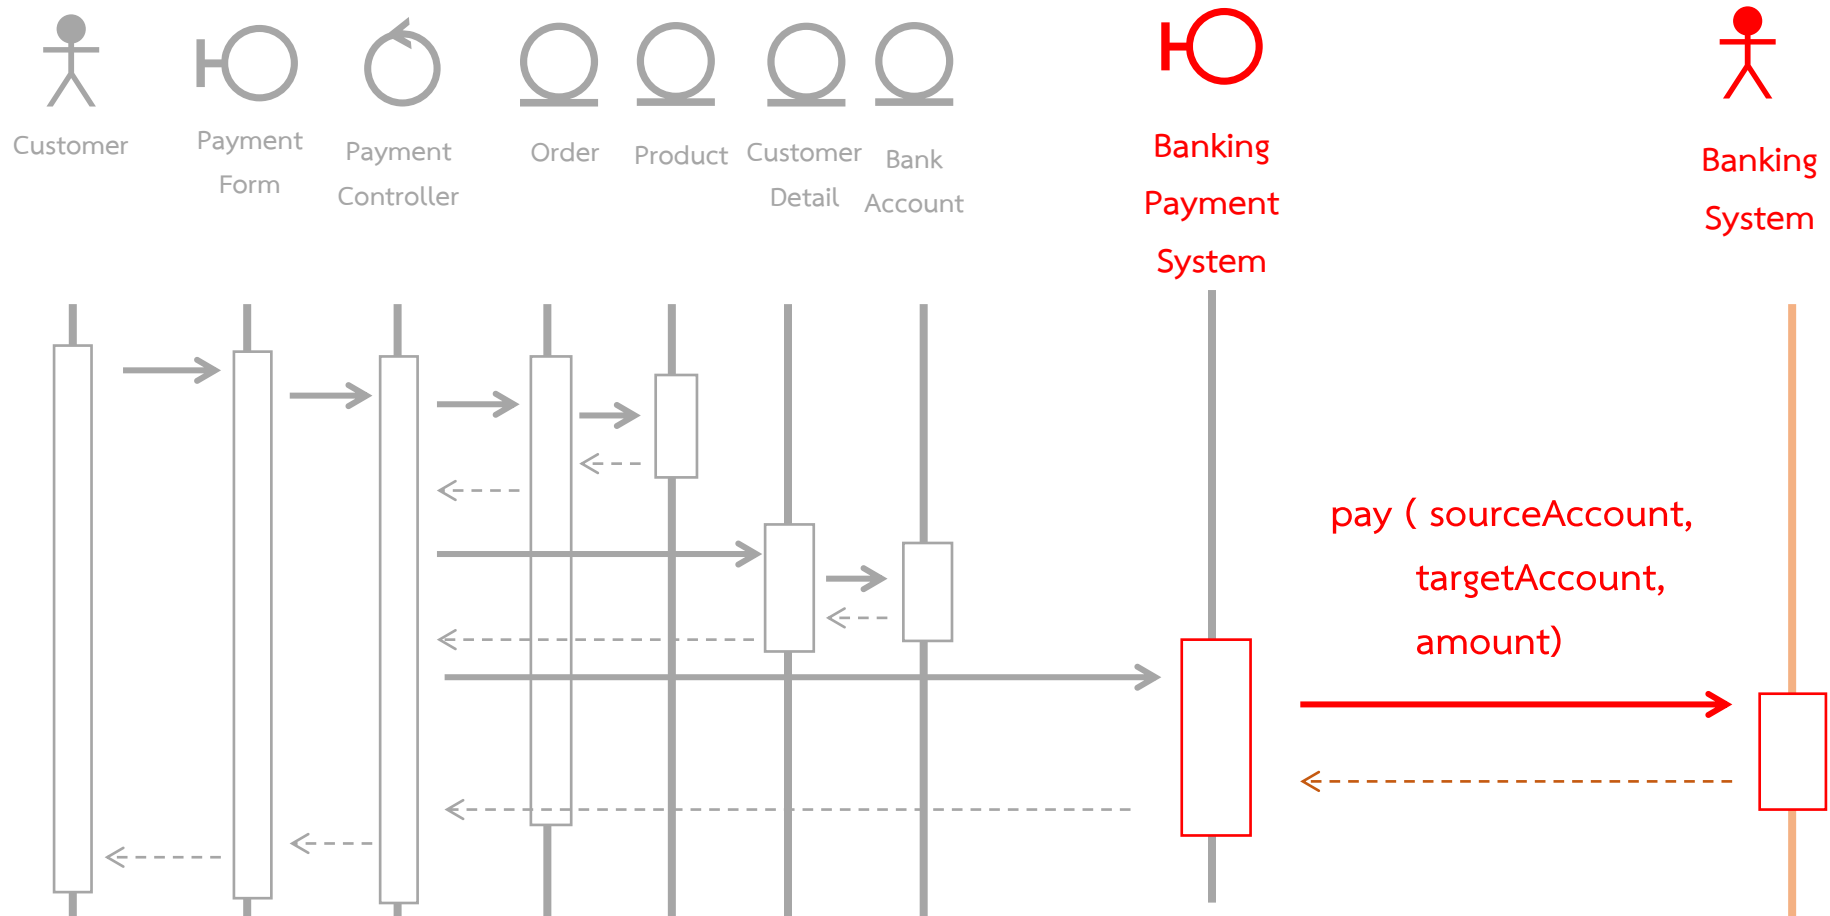 Customer
Payment
Form
Payment
Controller
Order
Product
Customer
Detail
Bank
Account
Banking
Payment
System
Banking
System
pay ( sourceAccount,
targetAccount,
amount)